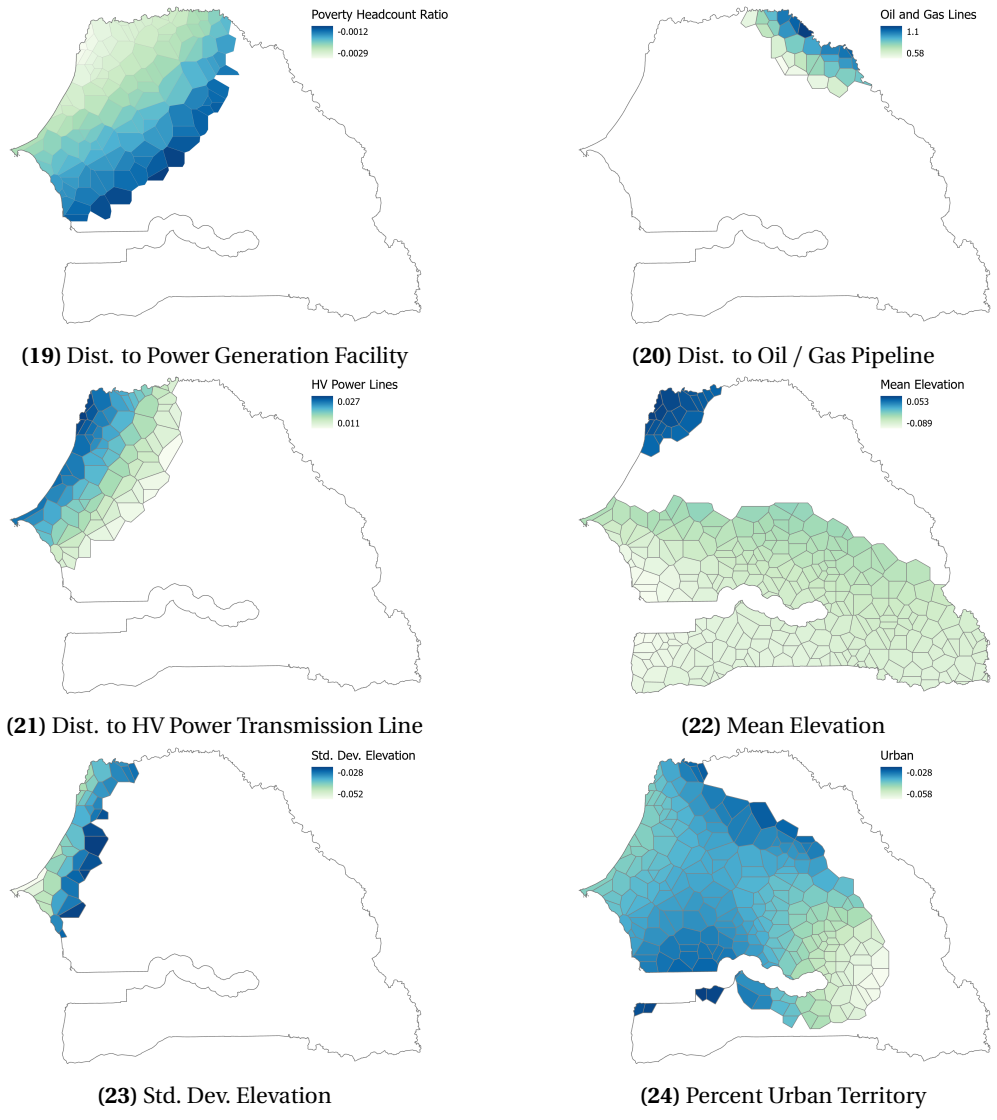 Poverty Headcount Ratio
-0.0012
-0.0029
(19) Dist. to Power Generation Facility
Oil and Gas Lines
1.1
0.58
(20) Dist. to Oil / Gas Pipeline
HV Power Lines
0.027
0.011
(21) Dist. to HV Power Transmission Line
Mean Elevation
0.053
-0.089
(22) Mean Elevation
Std. Dev. Elevation
-0.028
-0.052
(23) Std. Dev. Elevation
Urban
-0.028
-0.058
(24) Percent Urban Territory